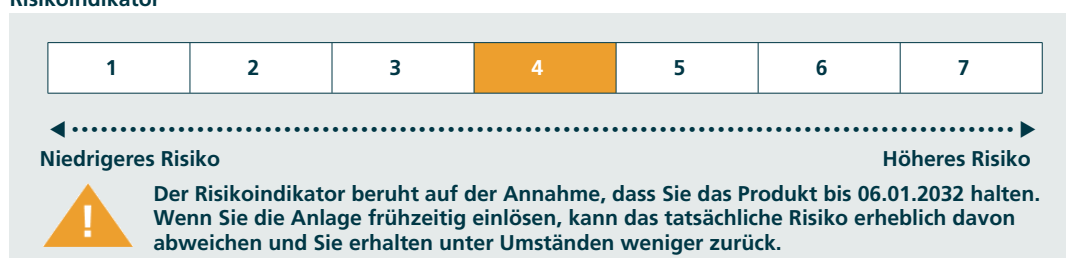 Risikoindikator
1 2 3 4 5 6 7
Niedrigeres Risiko Höheres Risiko
Der Risikoindikator beruht auf der Annahme, dass Sie das Produkt bis 06.01.2032 halten.
! Wenn Sie die Anlage frühzeitig einlösen, kann das tatsächliche Risiko erheblich davon
abweichen und Sie erhalten unter Umständen weniger zurück.